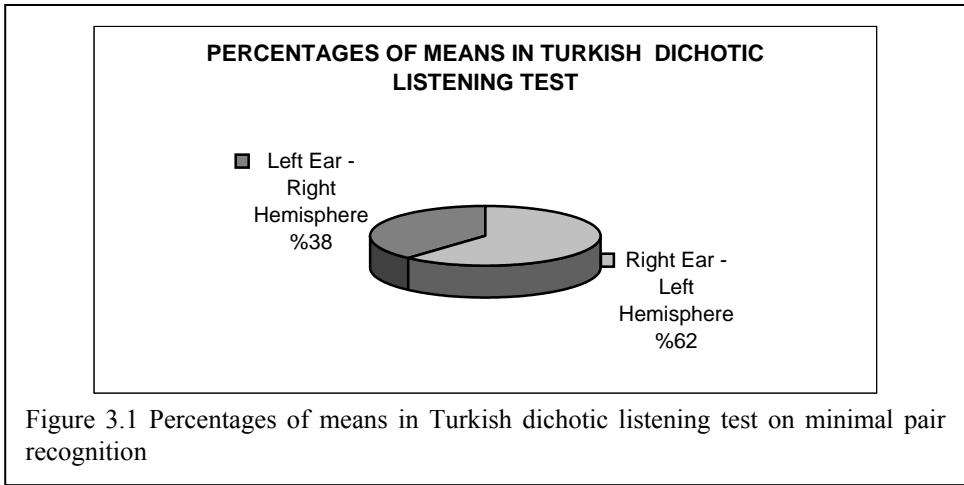 PERCENTAGES OF MEANS IN TURKISH DICHOTIC
LISTENING TEST
Left Ear -
Right
Hemisphere
%38
Right Ear -
Left
Hemisphere
%62
Figure 3.1 Percentages of means in Turkish dichotic listening test on minimal pair
recognition